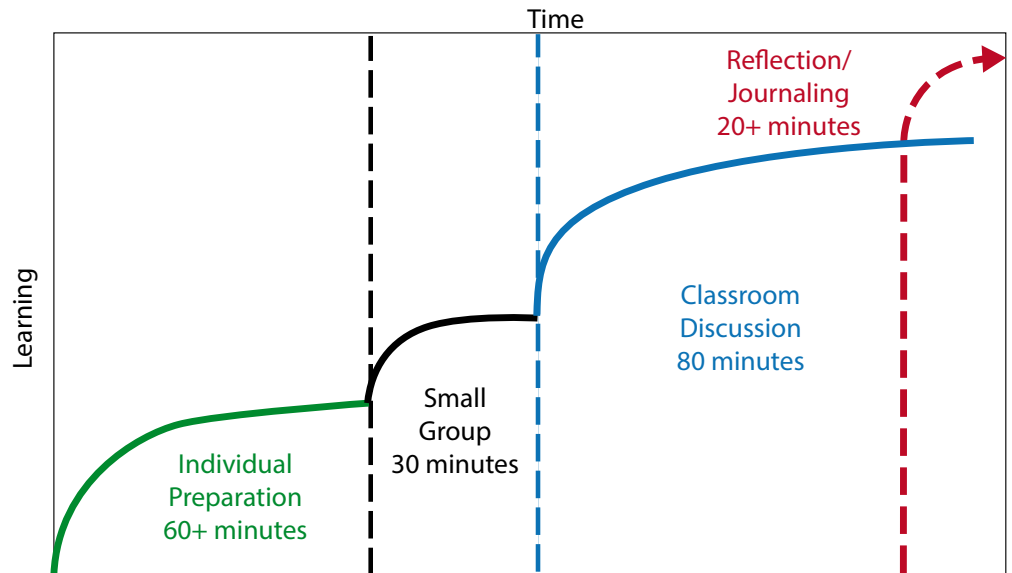 Time
Reflection/
Journaling
20+ minutes
Learning
Classroom
Discussion
80 minutes
Small
Group
30 minutes
Individual
Preparation
60+ minutes